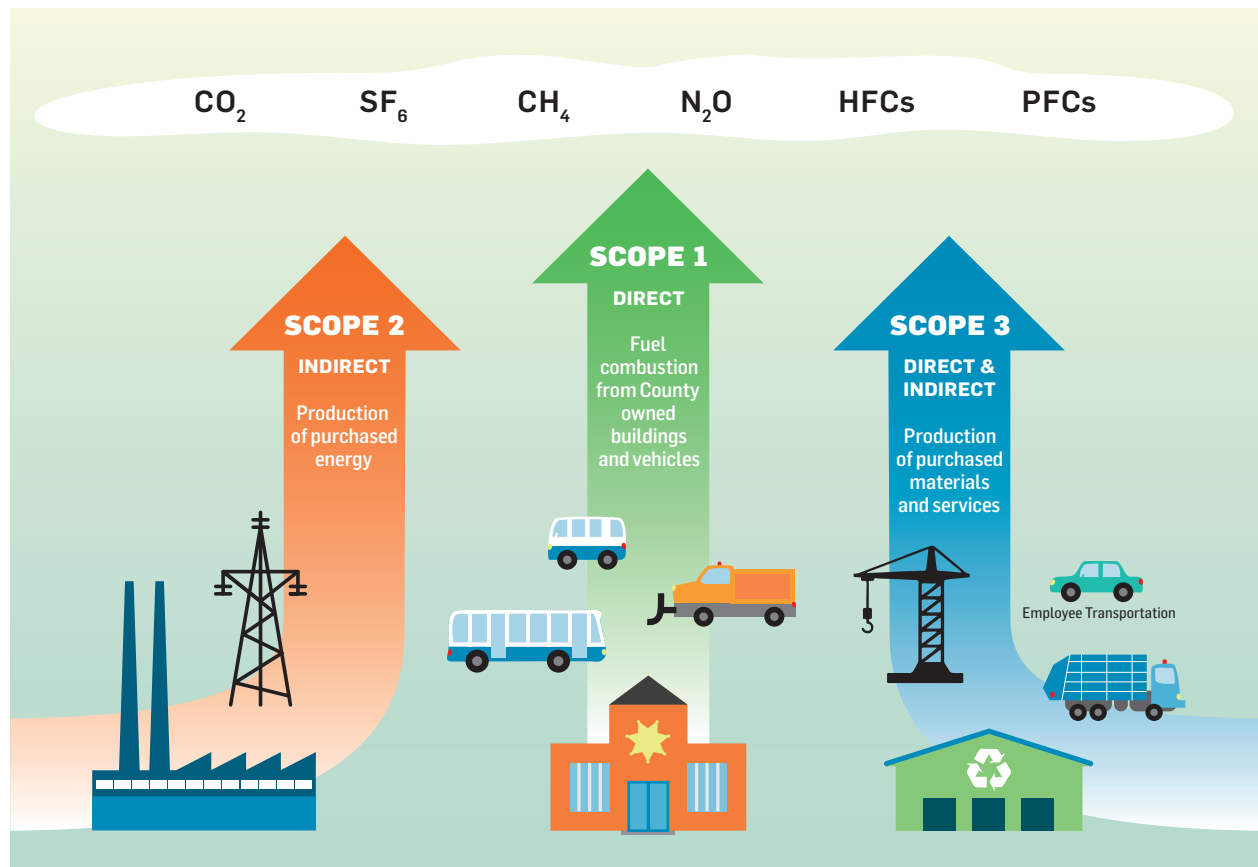 CO₂ SF₆ CH₄ N₂O HFCs PFCs
SCOPE 2
INDIRECT
Production
of purchased
energy
SCOPE 1
DIRECT
Fuel
combustion
from County
owned
buildings
and vehicles
SCOPE 3
DIRECT &
INDIRECT
Production
of purchased
materials
and services
Employee Transportation